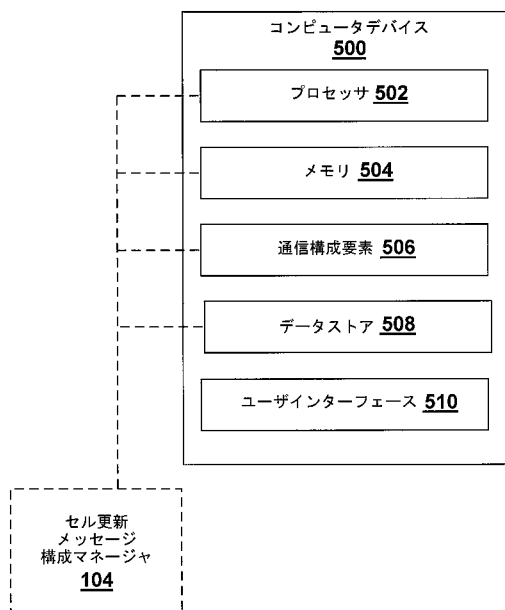 コンピュータデバイス
500
プロセッサ 502
メモリ 504
通信構成要素 506
データストア 508
ユーザインターフェース 510
セル更新
メッセージ
構成マネージャ
104